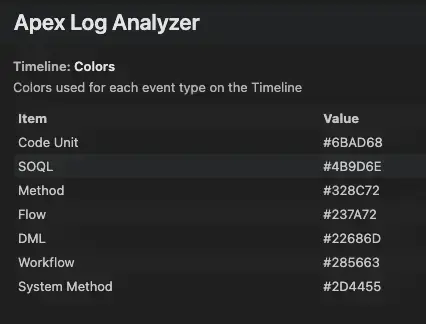 Apex Log Analyzer
Timeline: Colors
Colors used for each event type on the Timeline
Item Value
Code Unit #6BAD68
SOQL #4B9D6E
Method #328C72
Flow #237A72
DML #22686D
Workflow #285663
System Method #2D4455